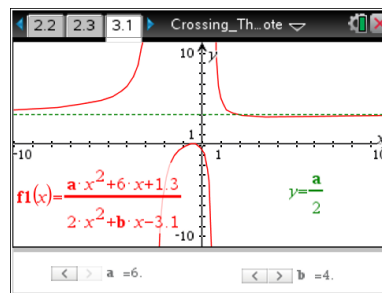 2.2 2.3 3.1 Crossing_Th…ote
10 y
1
-10 1 10
x
f1(x)=a·x²+6·x+1.3 / 2·x²+b·x−3.1
y=a/2
-10
a =6. b =4.